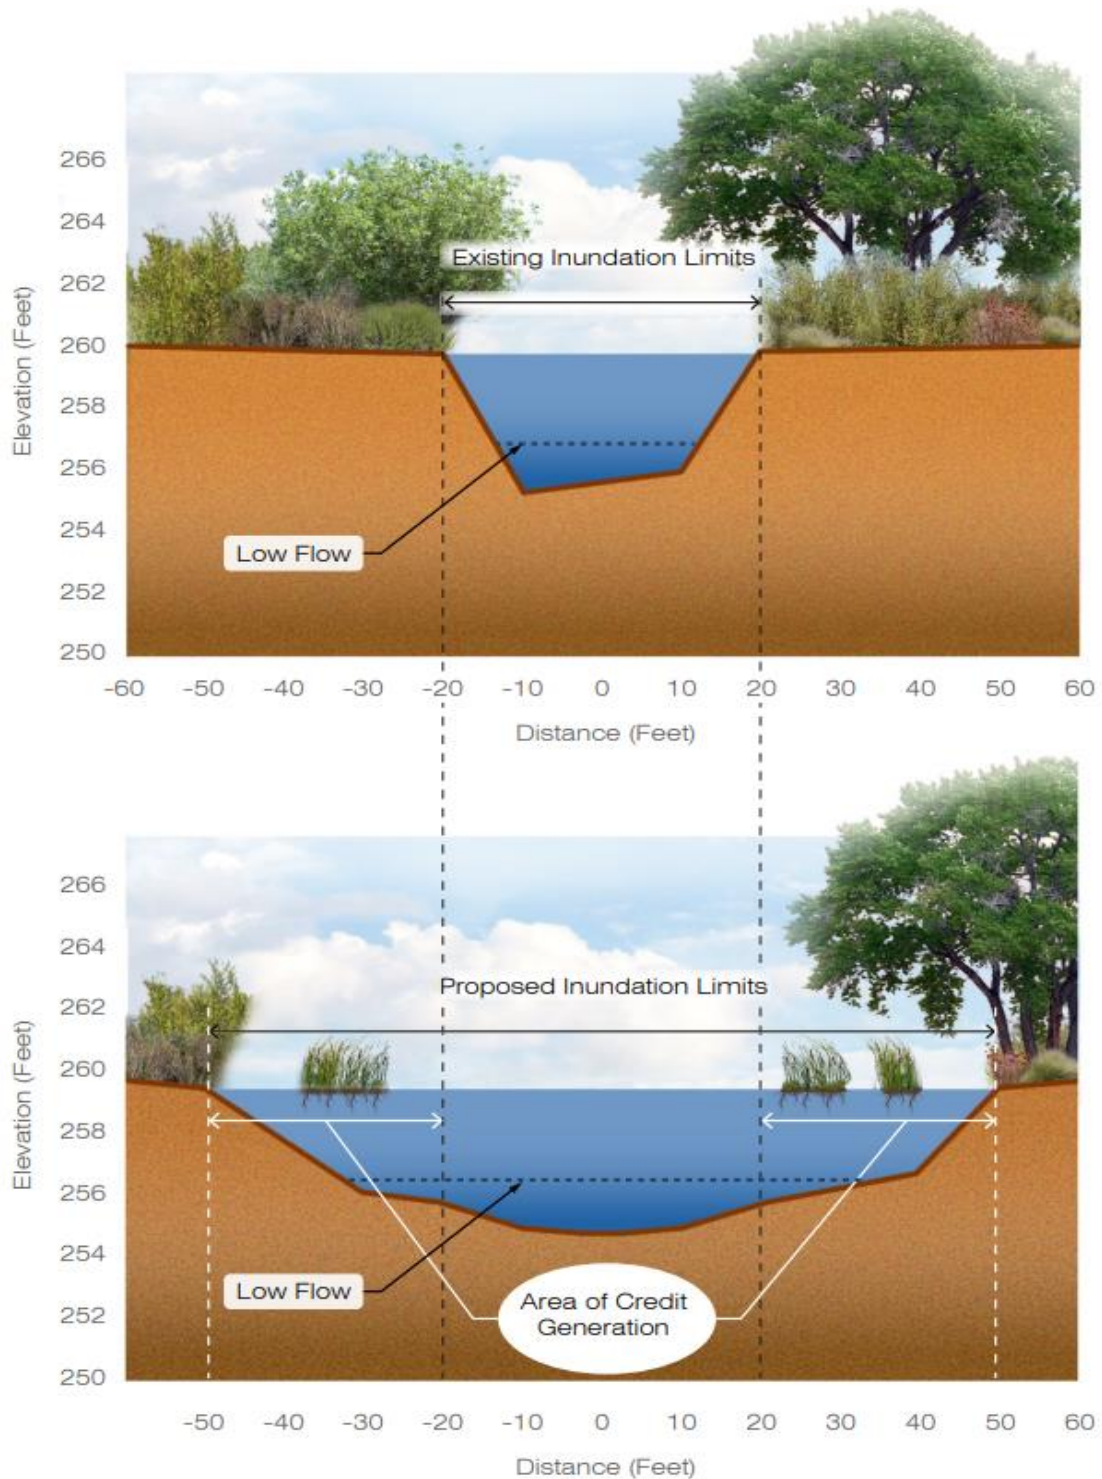 266
264
262
260
258
256
254
252
250
Elevation (Feet)
Existing Inundation Limits
Low Flow
-60 -50 -40 -30 -20 -10 0 10 20 30 40 50 60
Distance (Feet)
266
264
262
260
258
256
254
252
250
Elevation (Feet)
Proposed Inundation Limits
Low Flow
Area of Credit
Generation
-50 -40 -30 -20 -10 0 10 20 30 40 50 60
Distance (Feet)